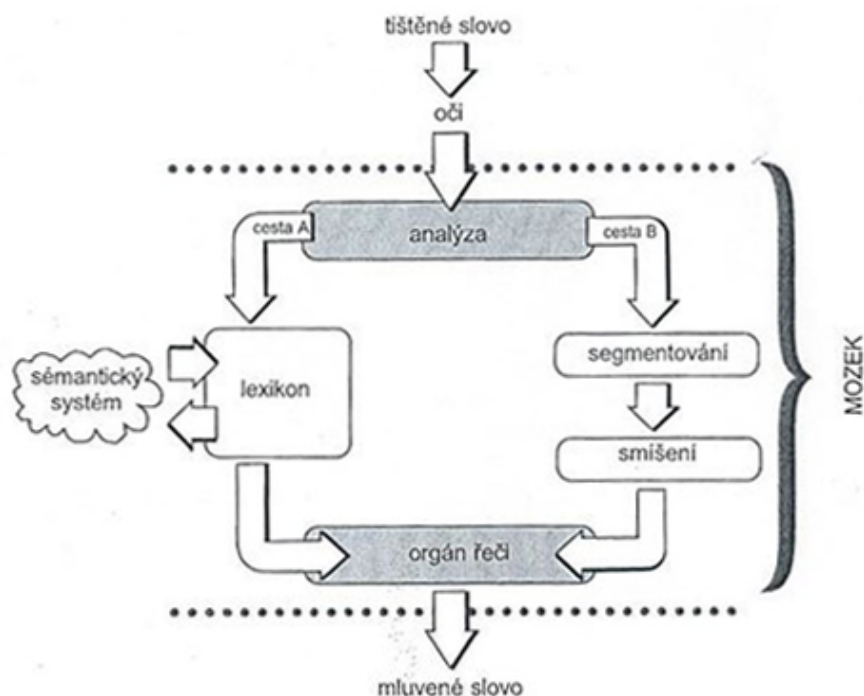 tištěné slovo
oči
cesta A
analýza
cesta B
sémantický
systém
lexikon
segmentování
smíšení
MOZEK
orgán řeči
mluvené slovo